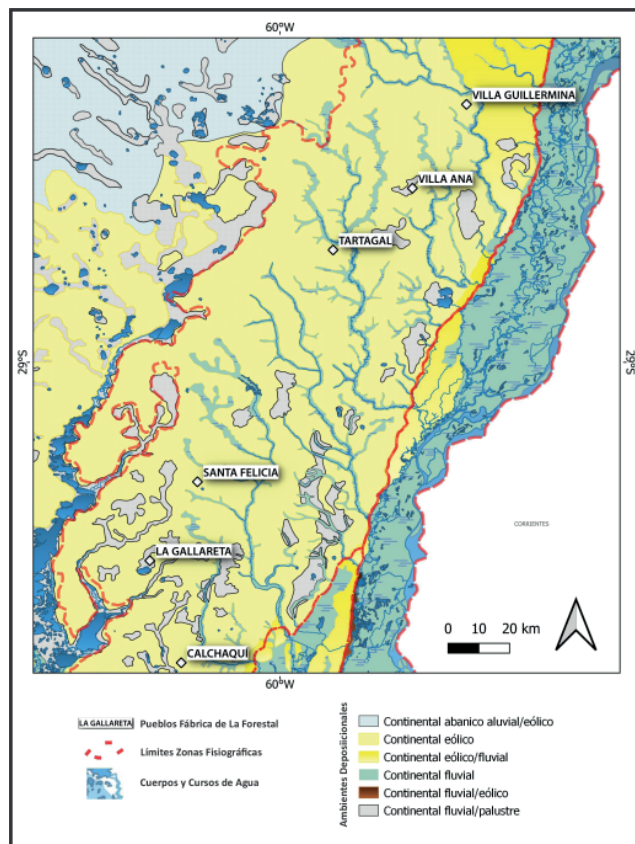 60°W
VILLA GUILLERMINA
VILLA ANA
TARTAGAL
29°S
29°S
SANTA FELICIA
CORRIENTES
LA GALLARETA
0 10 20 km
CALCHAQUÍ
60°W
LA GALLARETA Pueblos Fábrica de La Forestal
Límites Zonas Fisiográficas
Cuerpos y Cursos de Agua
Ambientes Deposiicionales
Continental abanico aluvial/eólico
Continental eólico
Continental eólico/fluvial
Continental fluvial
Continental fluvial/eólico
Continental fluvial/palustre